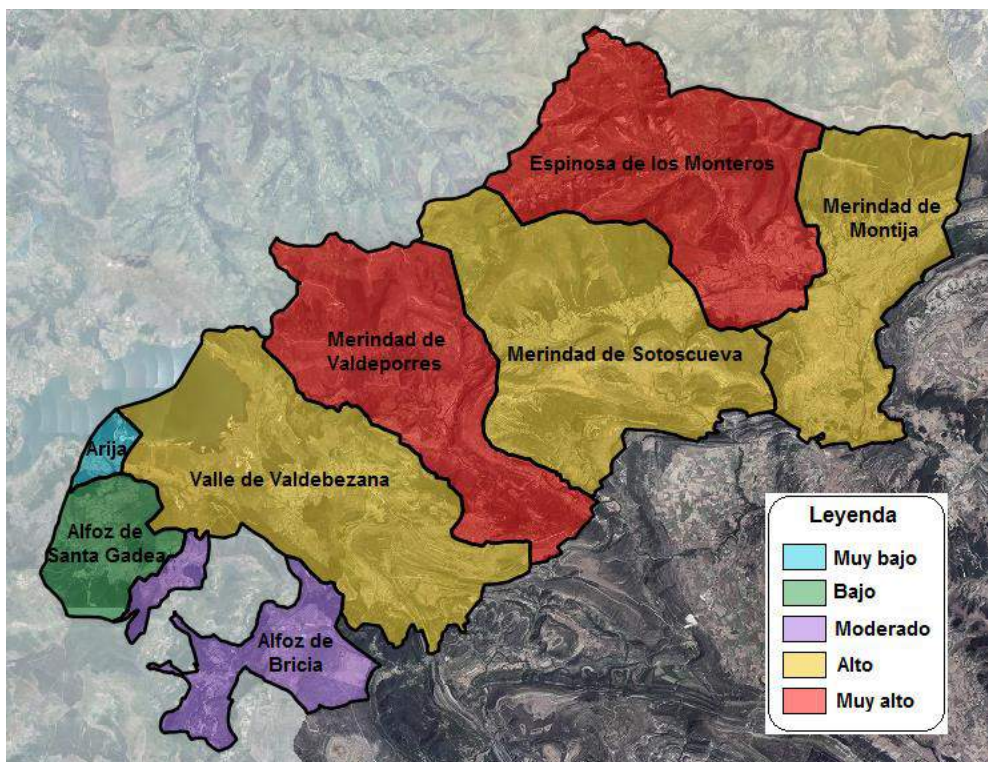 Espinosa de los Monteros
Merindad de
Montija
Merindad de
Valdeporres
Merindad de Sotoscueva
Arija
Valle de Valdebezana
Alfoz de
Santa Gadea
Alfoz de
Bricia
Leyenda
Muy bajo
Bajo
Moderado
Alto
Muy alto